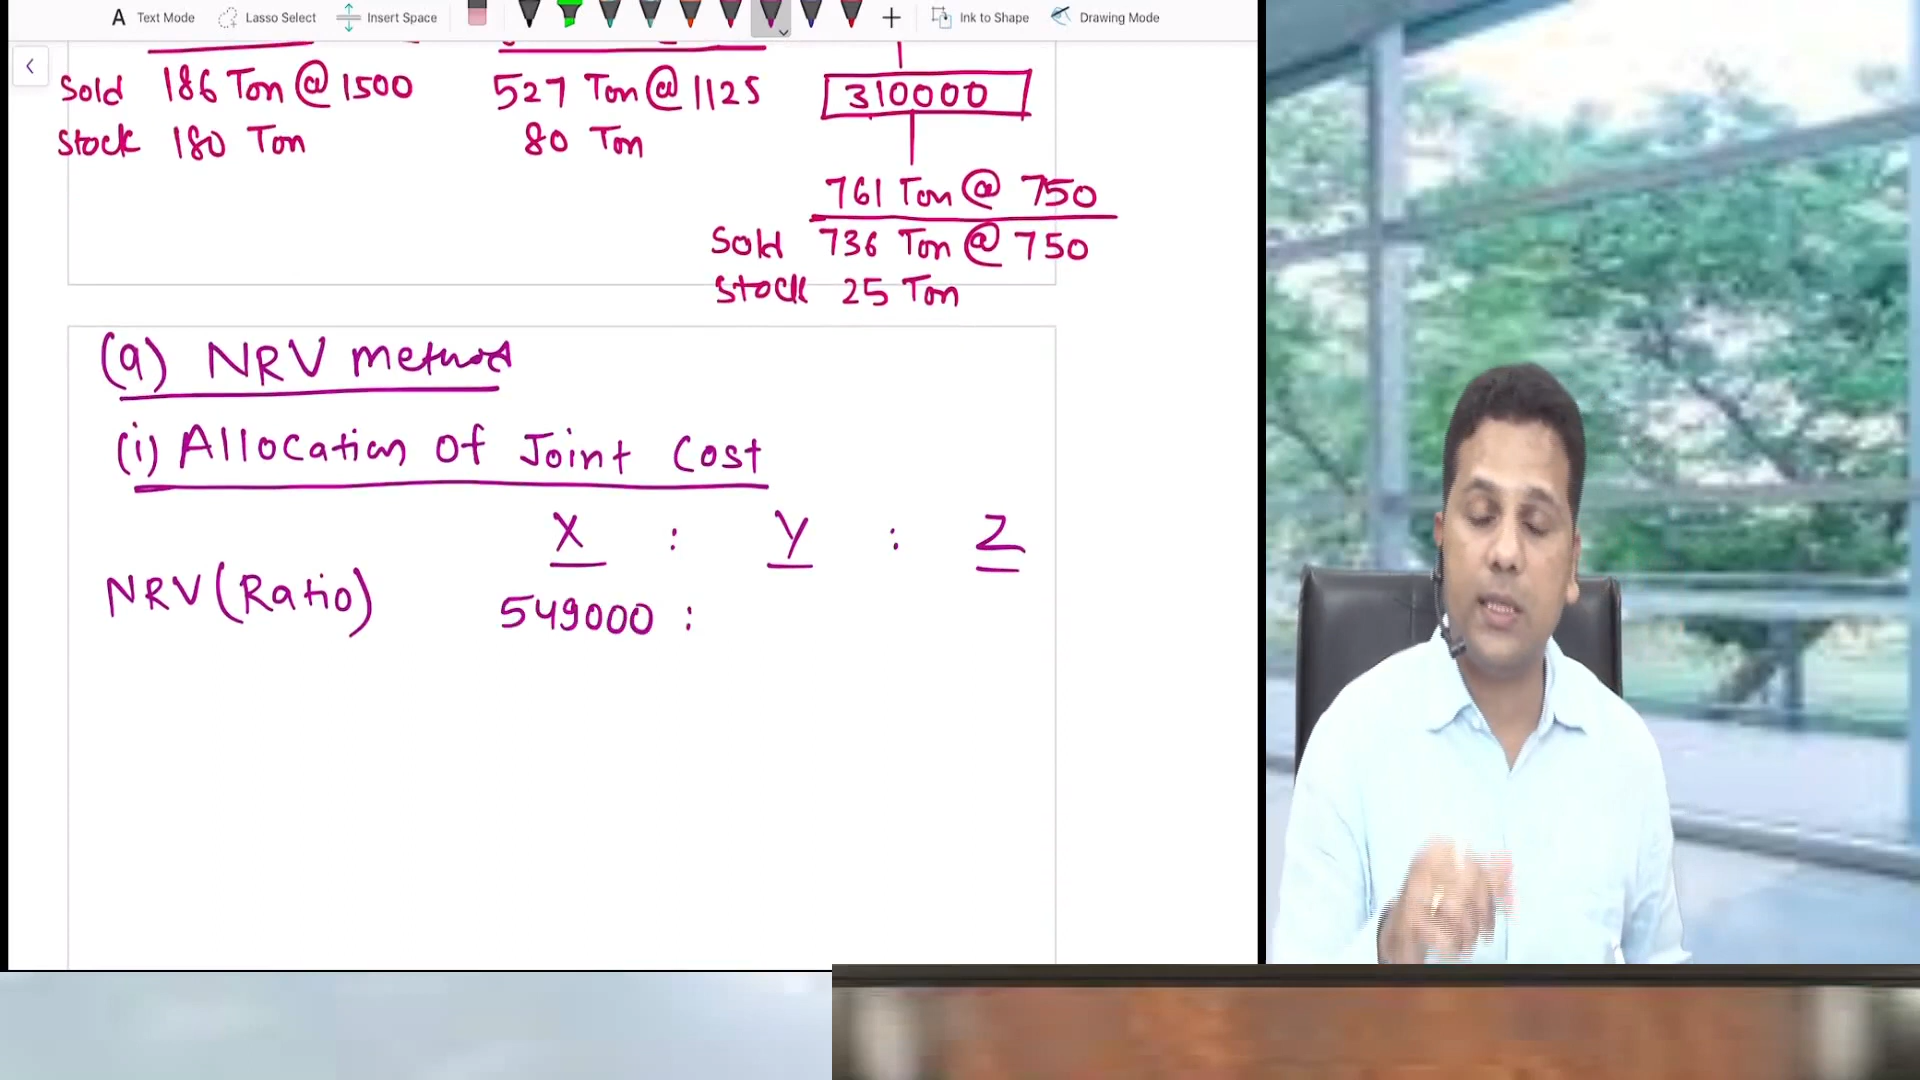 A Text Mode Lasso Select Insert Space Ink to Shape Drawing Mode
Sold 186 Ton @ 1500 527 Ton @ 1125 310000
Stock 180 Ton 80 Ton
761 Ton @ 750
Sold 736 Ton @ 750
Stock 25 Ton
(a) NRV method
(i) Allocation of Joint Cost
X : Y : Z
NRV (Ratio) 549000 :